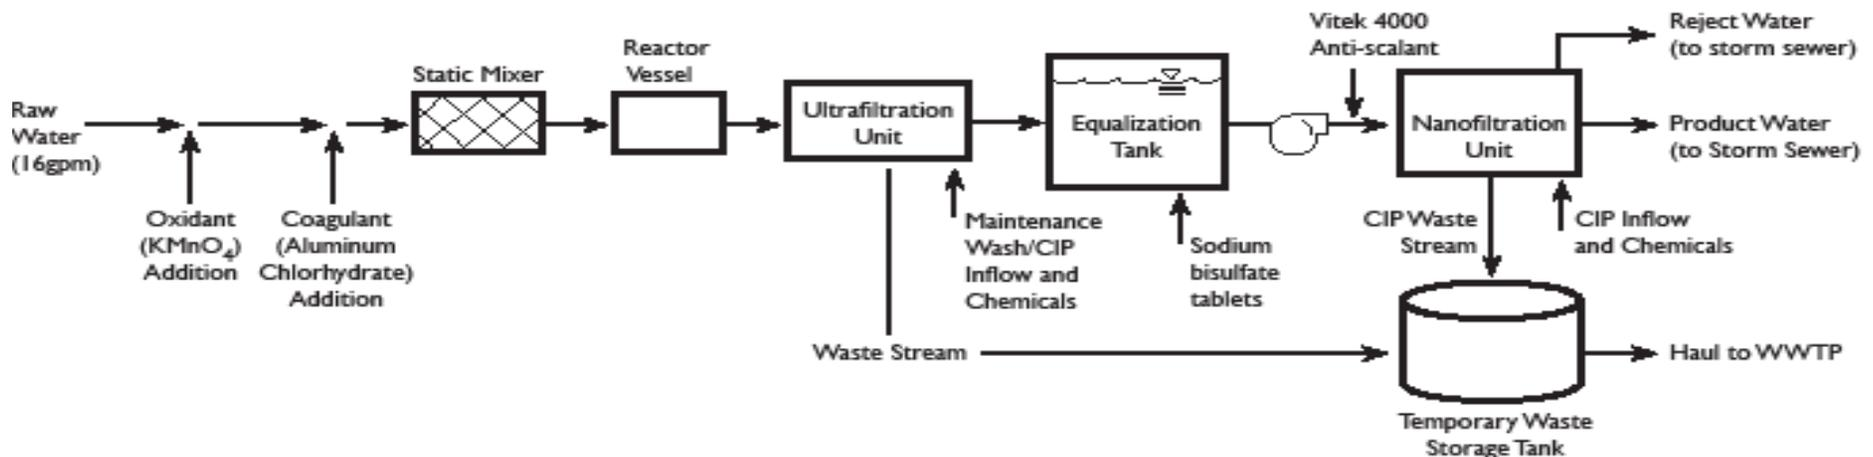 Raw
Water
(16gpm)
Oxidant
(KMnO4)
Addition
Coagulant
(Aluminum
Chlorhydrate)
Addition
Static Mixer
Reactor
Vessel
Ultrafiltration
Unit
Maintenance
Wash/CIP
Inflow and
Chemicals
Waste Stream
Equalization
Tank
Sodium
bisulfate
tablets
Vitek 4000
Anti-scalant
Nanofiltration
Unit
Reject Water
(to storm sewer)
Product Water
(to Storm Sewer)
CIP Waste
Stream
CIP Inflow
and Chemicals
Haul to WWTP
Temporary Waste
Storage Tank